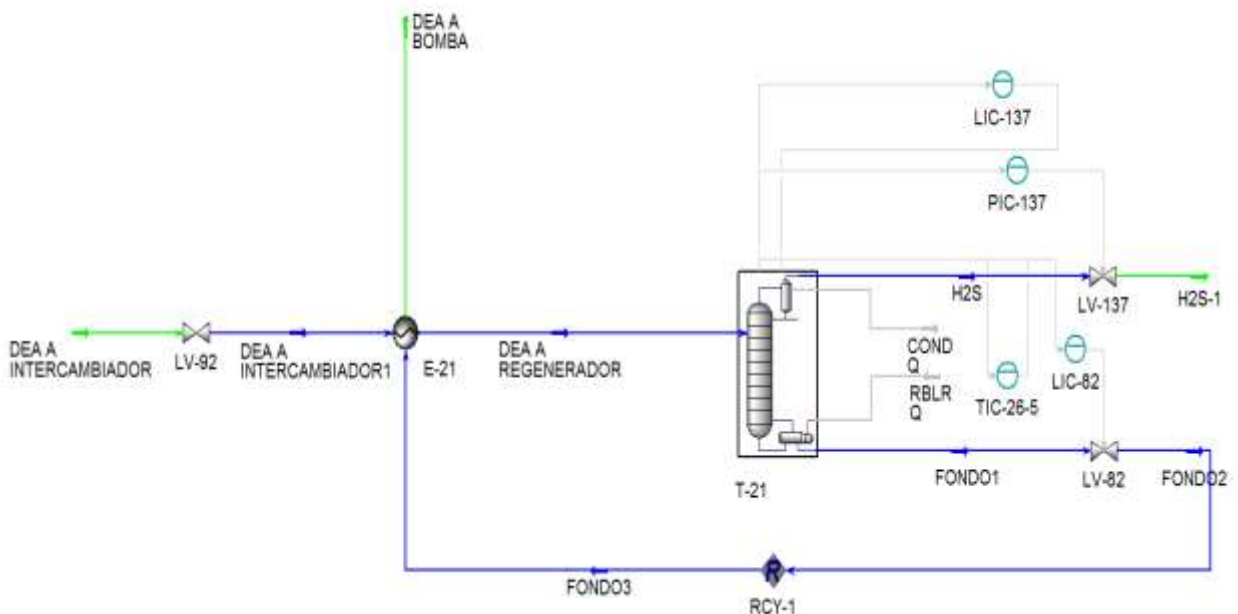 DEA A
BOMBA
LIC-137
PIC-137
H2S
LV-137
H2S-1
DEA A
INTERCAMBIADOR
LV-92
DEA A
INTERCAMBIADOR1
E-21
DEA A
REGENERADOR
COND
Q
RBLR
Q
TIC-26-5
LIC-82
T-21
FONDO1
LV-82
FONDO2
FONDO3
R
RCY-1